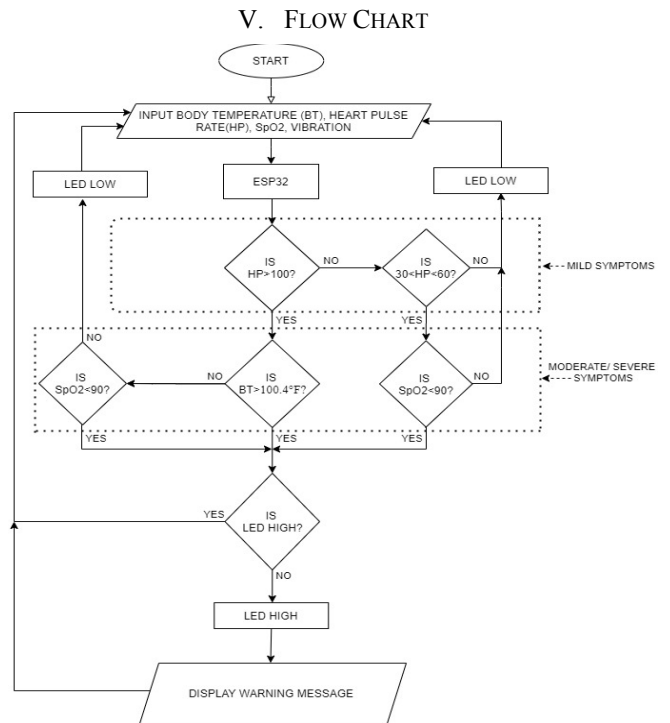 V. FLOW CHART
START
INPUT BODY TEMPERATURE (BT), HEART PULSE
RATE(HP), SpO2, VIBRATION
LED LOW
ESP32
LED LOW
IS
HP>100?
NO
IS
30<HP<60?
NO
MILD SYMPTOMS
YES
YES
NO
IS
SpO2<90?
NO
IS
BT>100.4°F?
IS
SpO2<90?
NO
MODERATE/ SEVERE
SYMPTOMS
YES
YES
YES
YES
IS
LED HIGH?
NO
LED HIGH
DISPLAY WARNING MESSAGE